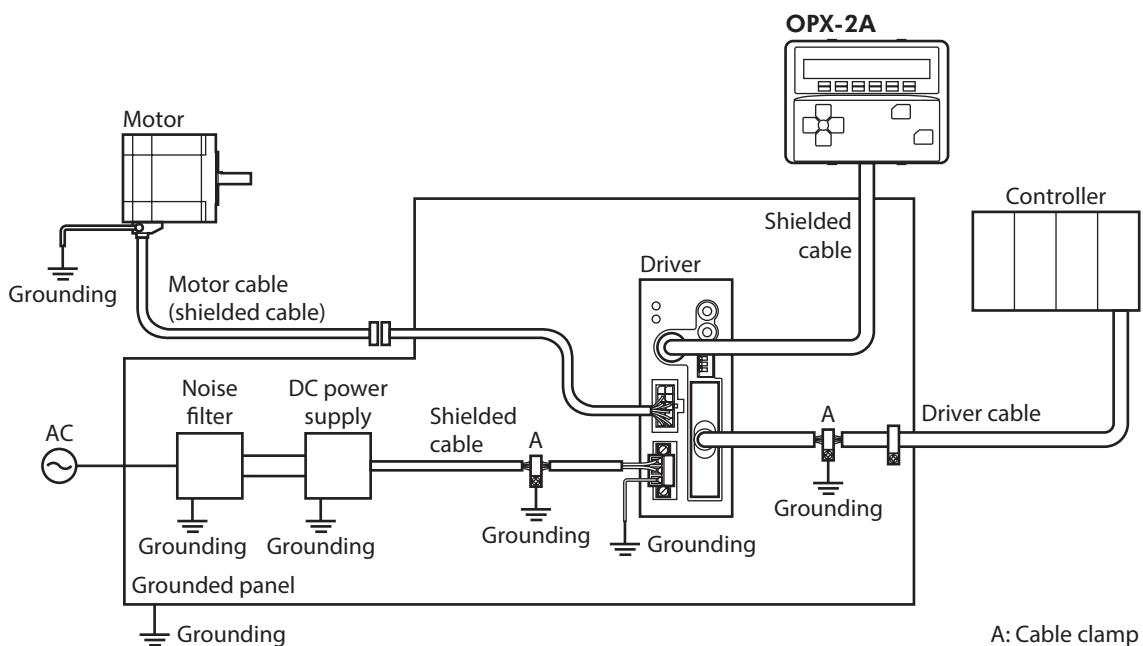 OPX-2A
Motor
Controller
Shielded
cable
Driver
Grounding
Motor cable
(shielded cable)
Noise
filter
DC power
supply
Shielded
cable
A
A
Driver cable
AC
Grounding
Grounding
Grounding
Grounding
Grounding
Grounded panel
Grounding
A: Cable clamp